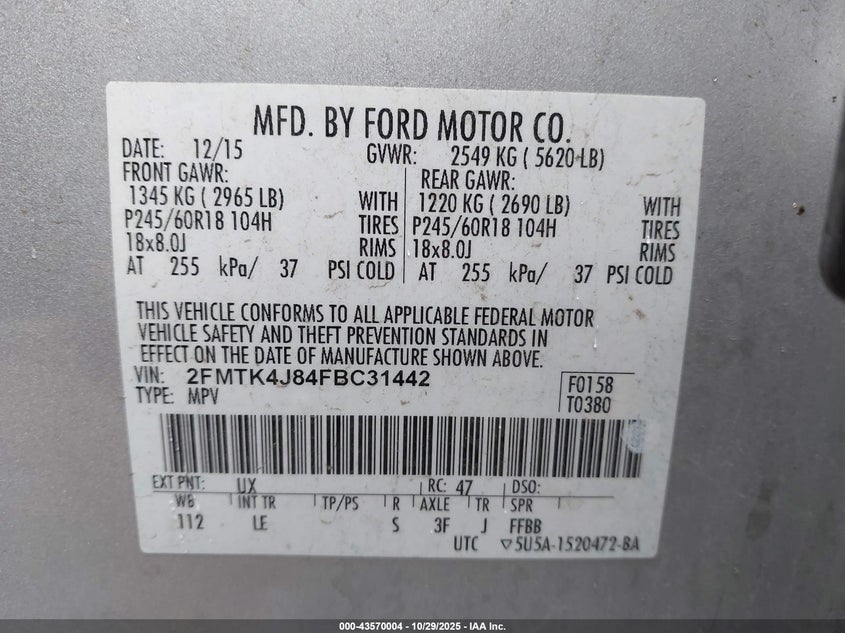 MFD. BY FORD MOTOR CO.
DATE: 12/15 GVWR: 2549 KG ( 5620 LB)
FRONT GAWR: REAR GAWR:
1345 KG ( 2965 LB) WITH 1220 KG ( 2690 LB) WITH
P245/60R18 104H TIRES P245/60R18 104H TIRES
18x8.0J RIMS 18x8.0J RIMS
AT 255 kPa/ 37 PSI COLD AT 255 kPa/ 37 PSI COLD
THIS VEHICLE CONFORMS TO ALL APPLICABLE FEDERAL MOTOR
VEHICLE SAFETY AND THEFT PREVENTION STANDARDS IN
EFFECT ON THE DATE OF MANUFACTURE SHOWN ABOVE.
VIN: 2FMTK4J84FBC31442 F0158
TYPE: MPV T0380
EXT PNT: UX RC: 47 DSO:
WB INT TR TP/PS R AXLE TR SPR
112 LE S 3F J FFBB
UTC ▽5U5A-1520472-BA
000-43570004 - 10/29/2025 - IAA Inc.